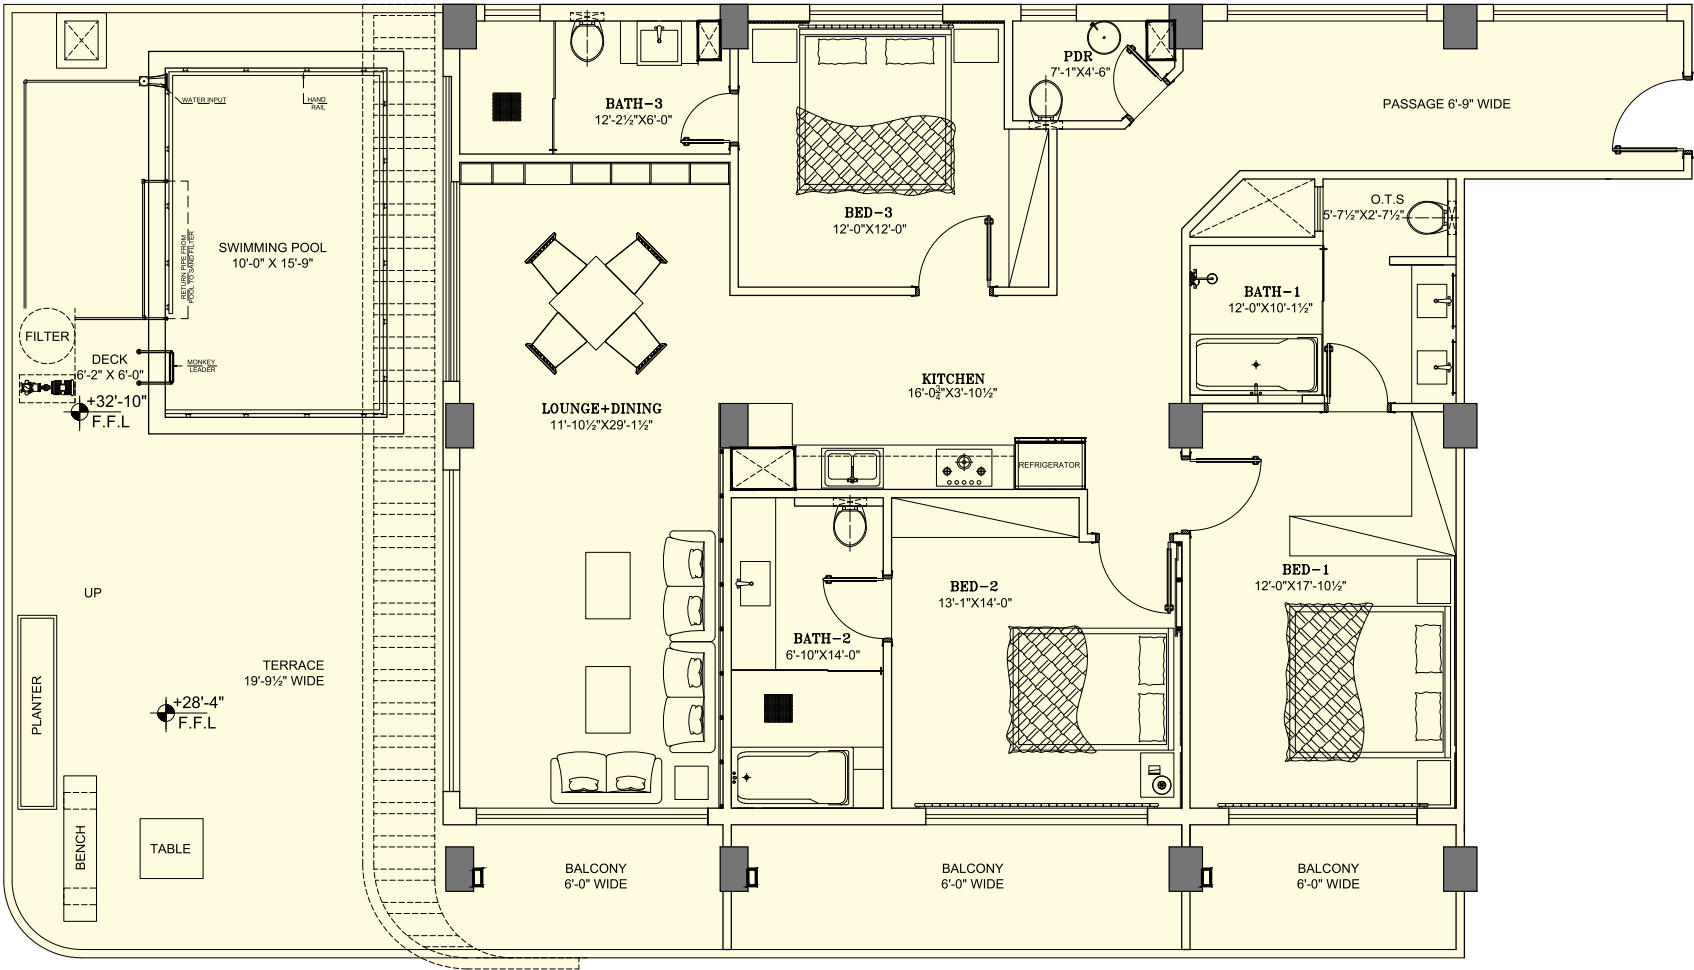 PDR
7'-1"X4'-6"
BATH-3
12'-2½"X6'-0"
PASSAGE 6'-9" WIDE
WATER INPUT
HAND
RAIL
O.T.S
5'-7½"X2'-7½"
BED-3
12'-0"X12'-0"
SWIMMING POOL
10'-0" X 15'-9"
RETURN PIPE FROM
POOL TO SAND FILTER
BATH-1
12'-0"X10'-1½"
FILTER
DECK
6'-2" X 6'-0"
MONKEY
LEADER
KITCHEN
16'-0¾"X3'-10½"
+32'-10"
F.F.L
LOUNGE+DINING
11'-10½"X29'-1½"
REFRIGERATOR
BED-1
12'-0"X17'-10½"
BED-2
13'-1"X14'-0"
UP
BATH-2
6'-10"X14'-0"
TERRACE
19'-9½" WIDE
PLANTER
+28'-4"
F.F.L
BENCH
TABLE
BALCONY
6'-0" WIDE
BALCONY
6'-0" WIDE
BALCONY
6'-0" WIDE